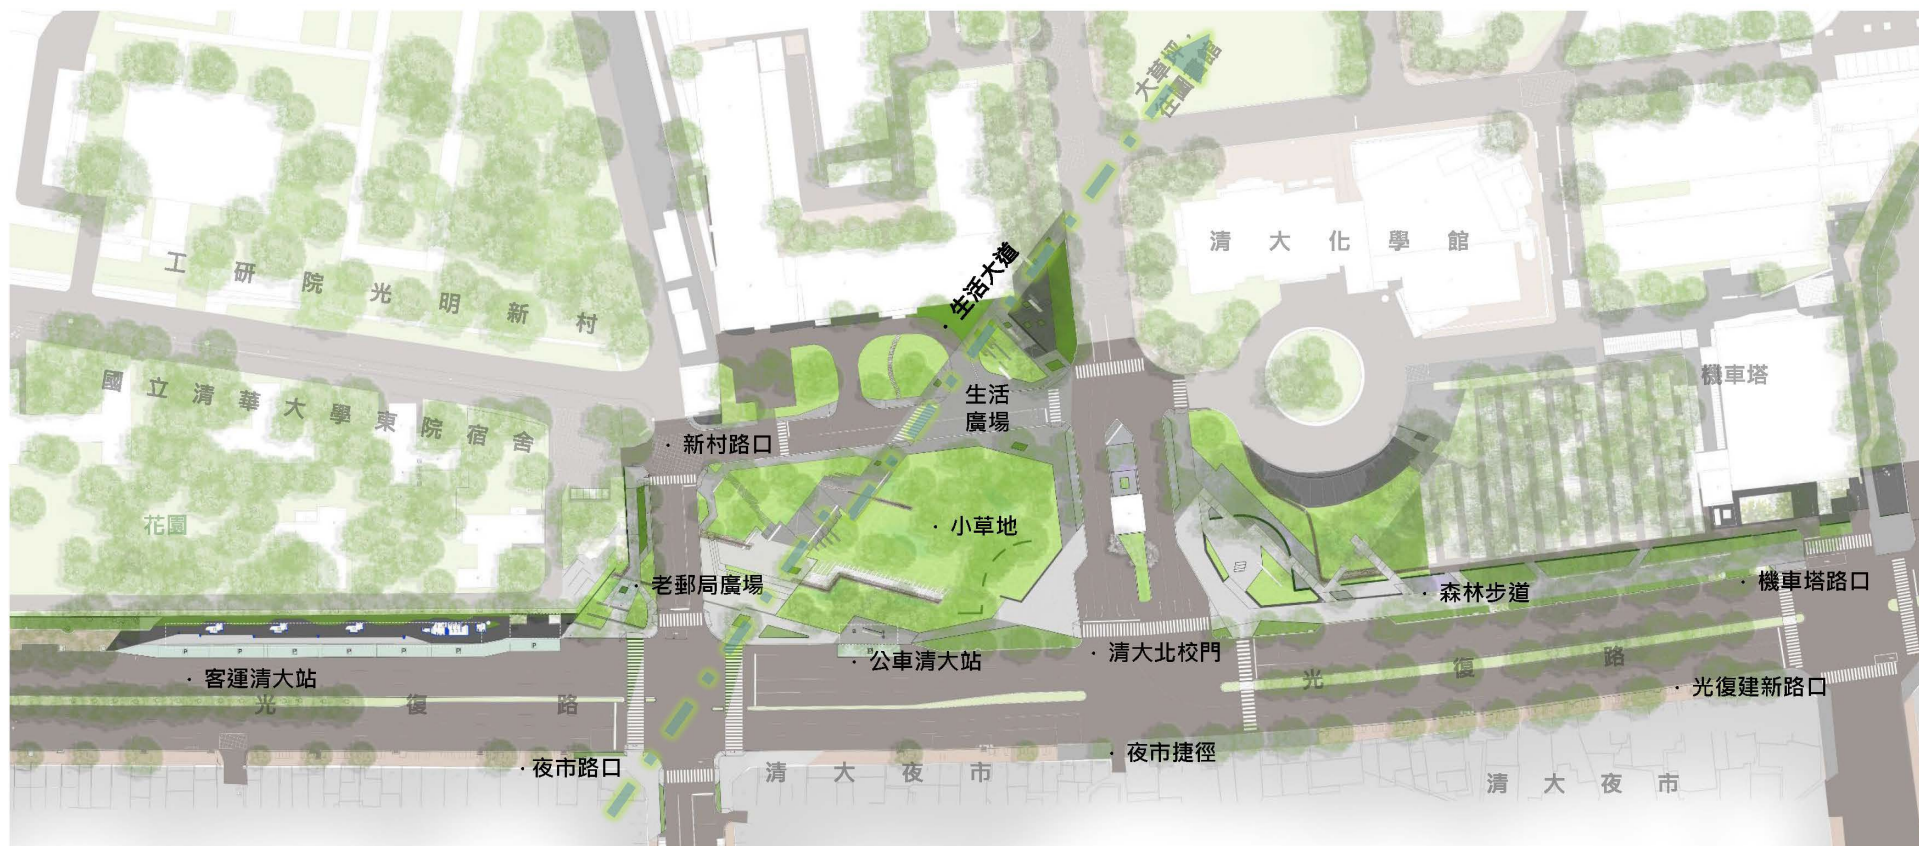 大草坪·
往圖書館
清大化學館
·生活大道
工研院光明新村
國立清華大學東院宿舍
機車塔
生活
廣場
·新村路口
花園
·小草地
·老郵局廣場
·機車塔路口
·森林步道
·清大北校門
·公車清大站
·客運清大站
光復路
光復路
·光復建新路口
·夜市捷徑
·夜市路口
清大夜市
清大夜市